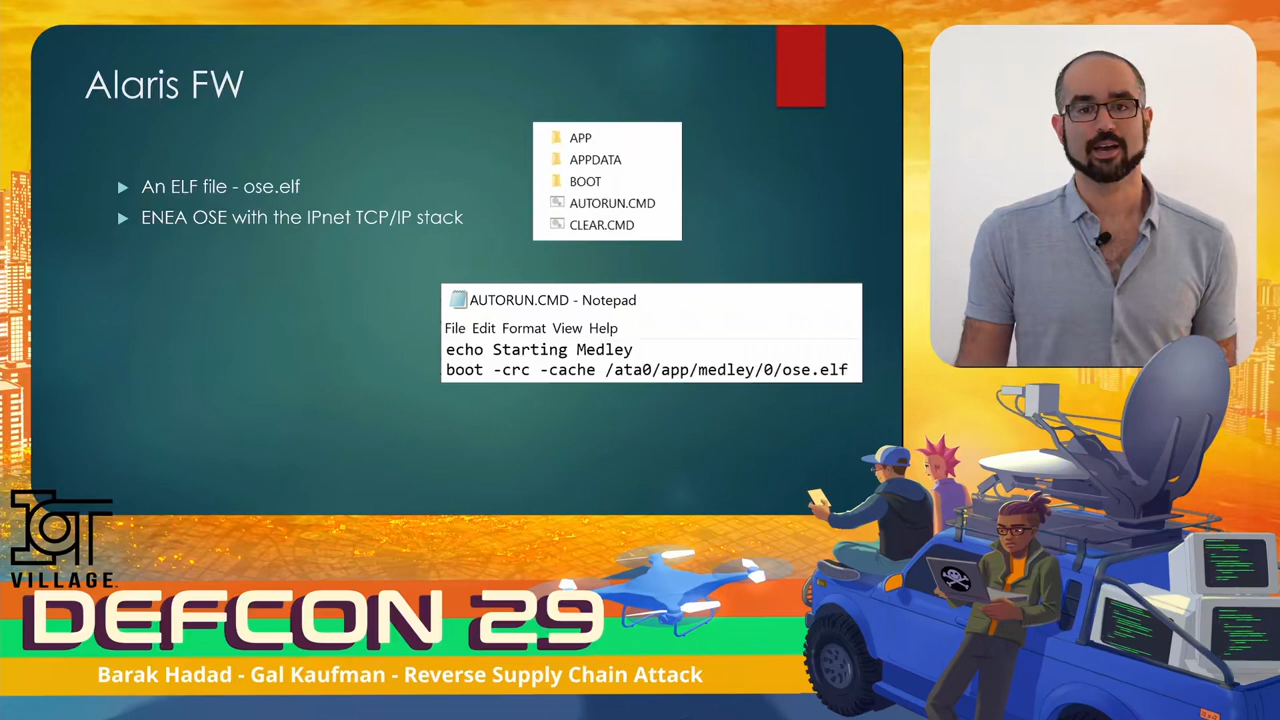 Alaris FW
An ELF file - ose.elf
ENEA OSE with the IPnet TCP/IP stack
APP
APPDATA
BOOT
AUTORUN.CMD
CLEAR.CMD
AUTORUN.CMD - Notepad
File Edit Format View Help
echo Starting Medley
boot -crc -cache /ata0/app/medley/0/ose.elf
IoT
VILLAGE
DEFCON 29
Barak Hadad - Gal Kaufman - Reverse Supply Chain Attack